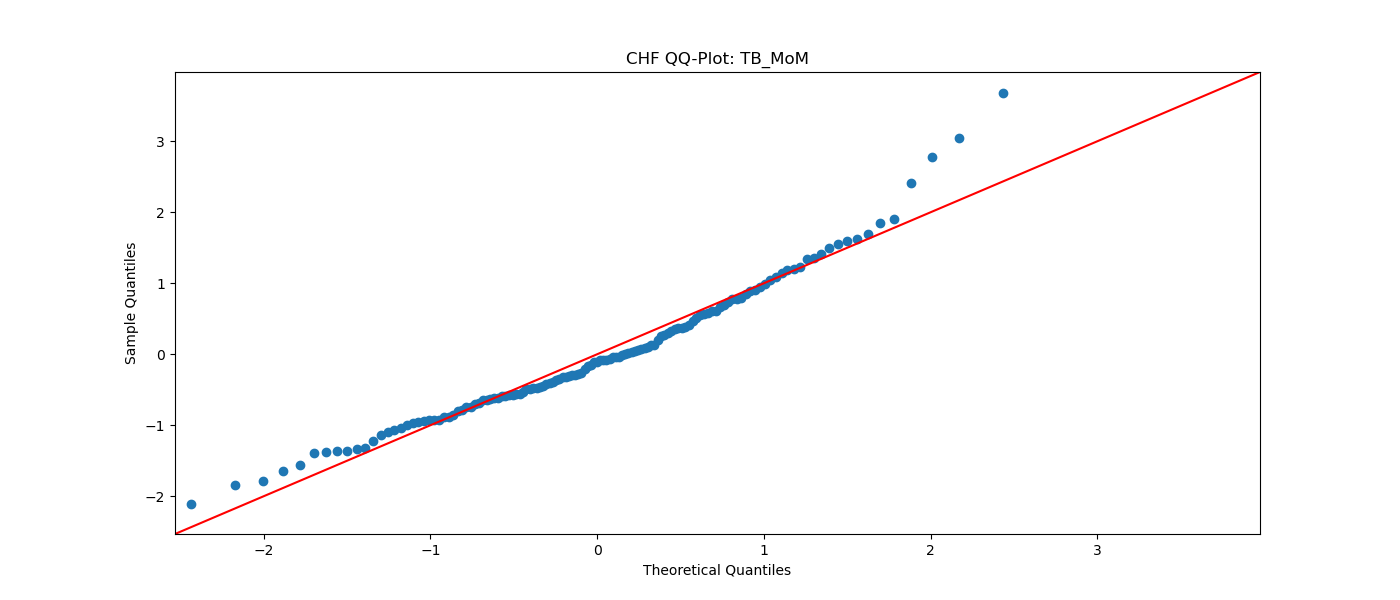 CHF QQ-Plot: TB_MoM
3
2
1
0
−1
−2
Sample Quantiles
−2 −1 0 1 2 3
Theoretical Quantiles